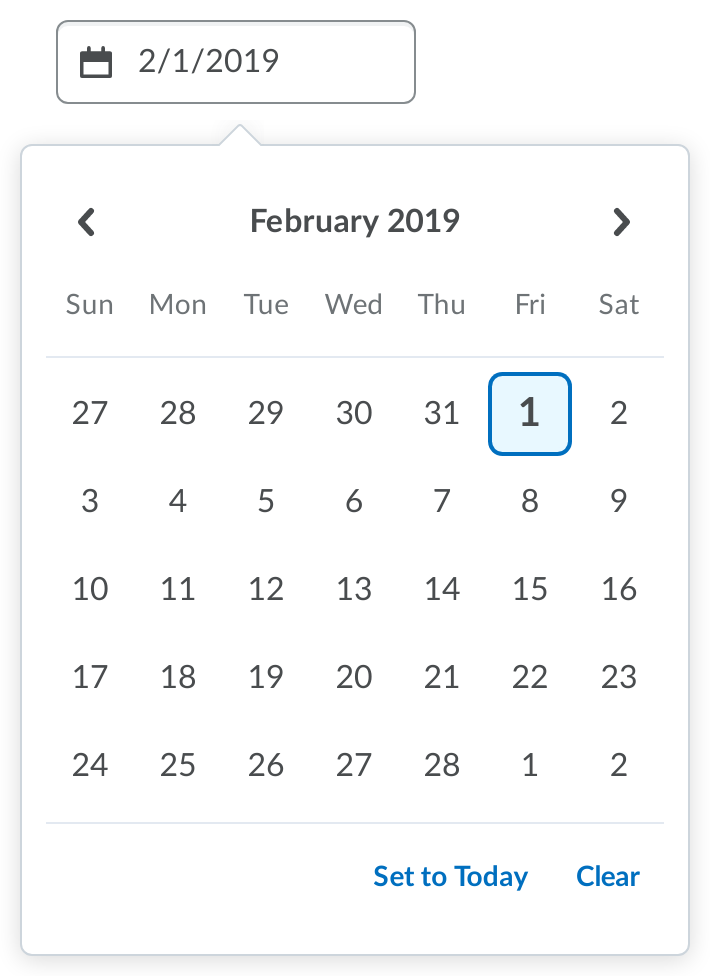 2/1/2019
February 2019
Sun Mon Tue Wed Thu Fri Sat
27 28 29 30 31 1 2
3 4 5 6 7 8 9
10 11 12 13 14 15 16
17 18 19 20 21 22 23
24 25 26 27 28 1 2
Set to Today Clear